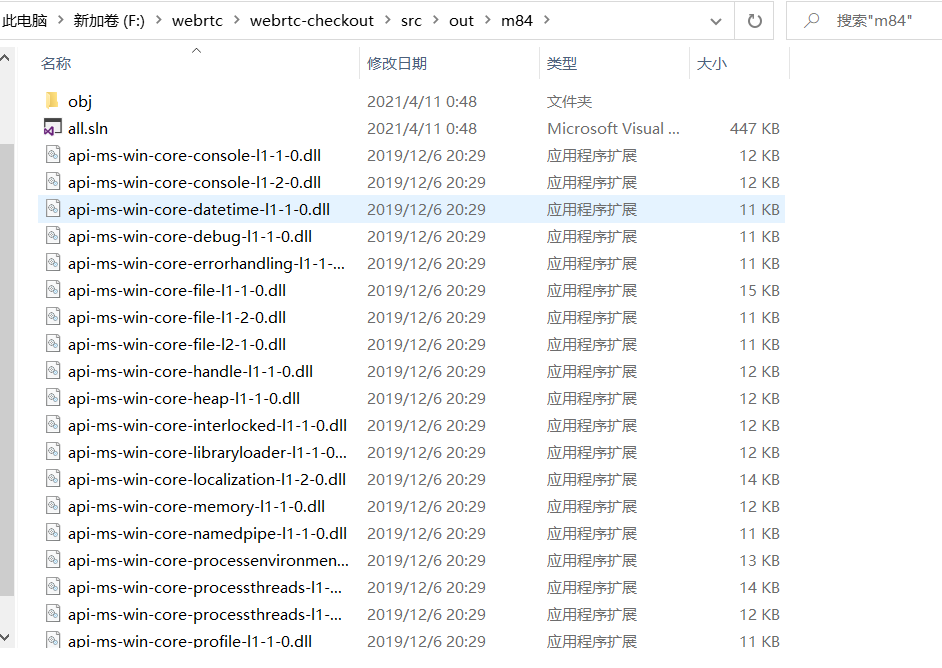 此电脑 > 新加卷 (F:) > webrtc > webrtc-checkout > src > out > m84 > 搜索"m84"
名称 修改日期 类型 大小
obj 2021/4/11 0:48 文件夹
all.sln 2021/4/11 0:48 Microsoft Visual ... 447 KB
api-ms-win-core-console-l1-1-0.dll 2019/12/6 20:29 应用程序扩展 12 KB
api-ms-win-core-console-l1-2-0.dll 2019/12/6 20:29 应用程序扩展 12 KB
api-ms-win-core-datetime-l1-1-0.dll 2019/12/6 20:29 应用程序扩展 11 KB
api-ms-win-core-debug-l1-1-0.dll 2019/12/6 20:29 应用程序扩展 11 KB
api-ms-win-core-errorhandling-l1-1-... 2019/12/6 20:29 应用程序扩展 11 KB
api-ms-win-core-file-l1-1-0.dll 2019/12/6 20:29 应用程序扩展 15 KB
api-ms-win-core-file-l1-2-0.dll 2019/12/6 20:29 应用程序扩展 11 KB
api-ms-win-core-file-l2-1-0.dll 2019/12/6 20:29 应用程序扩展 11 KB
api-ms-win-core-handle-l1-1-0.dll 2019/12/6 20:29 应用程序扩展 12 KB
api-ms-win-core-heap-l1-1-0.dll 2019/12/6 20:29 应用程序扩展 12 KB
api-ms-win-core-interlocked-l1-1-0.dll 2019/12/6 20:29 应用程序扩展 12 KB
api-ms-win-core-libraryloader-l1-1-0... 2019/12/6 20:29 应用程序扩展 12 KB
api-ms-win-core-localization-l1-2-0.dll 2019/12/6 20:29 应用程序扩展 14 KB
api-ms-win-core-memory-l1-1-0.dll 2019/12/6 20:29 应用程序扩展 12 KB
api-ms-win-core-namedpipe-l1-1-0.dll 2019/12/6 20:29 应用程序扩展 11 KB
api-ms-win-core-processenvironmen... 2019/12/6 20:29 应用程序扩展 13 KB
api-ms-win-core-processthreads-l1-... 2019/12/6 20:29 应用程序扩展 14 KB
api-ms-win-core-processthreads-l1-... 2019/12/6 20:29 应用程序扩展 12 KB
api-ms-win-core-profile-l1-1-0.dll 2019/12/6 20:29 应用程序扩展 11 KB